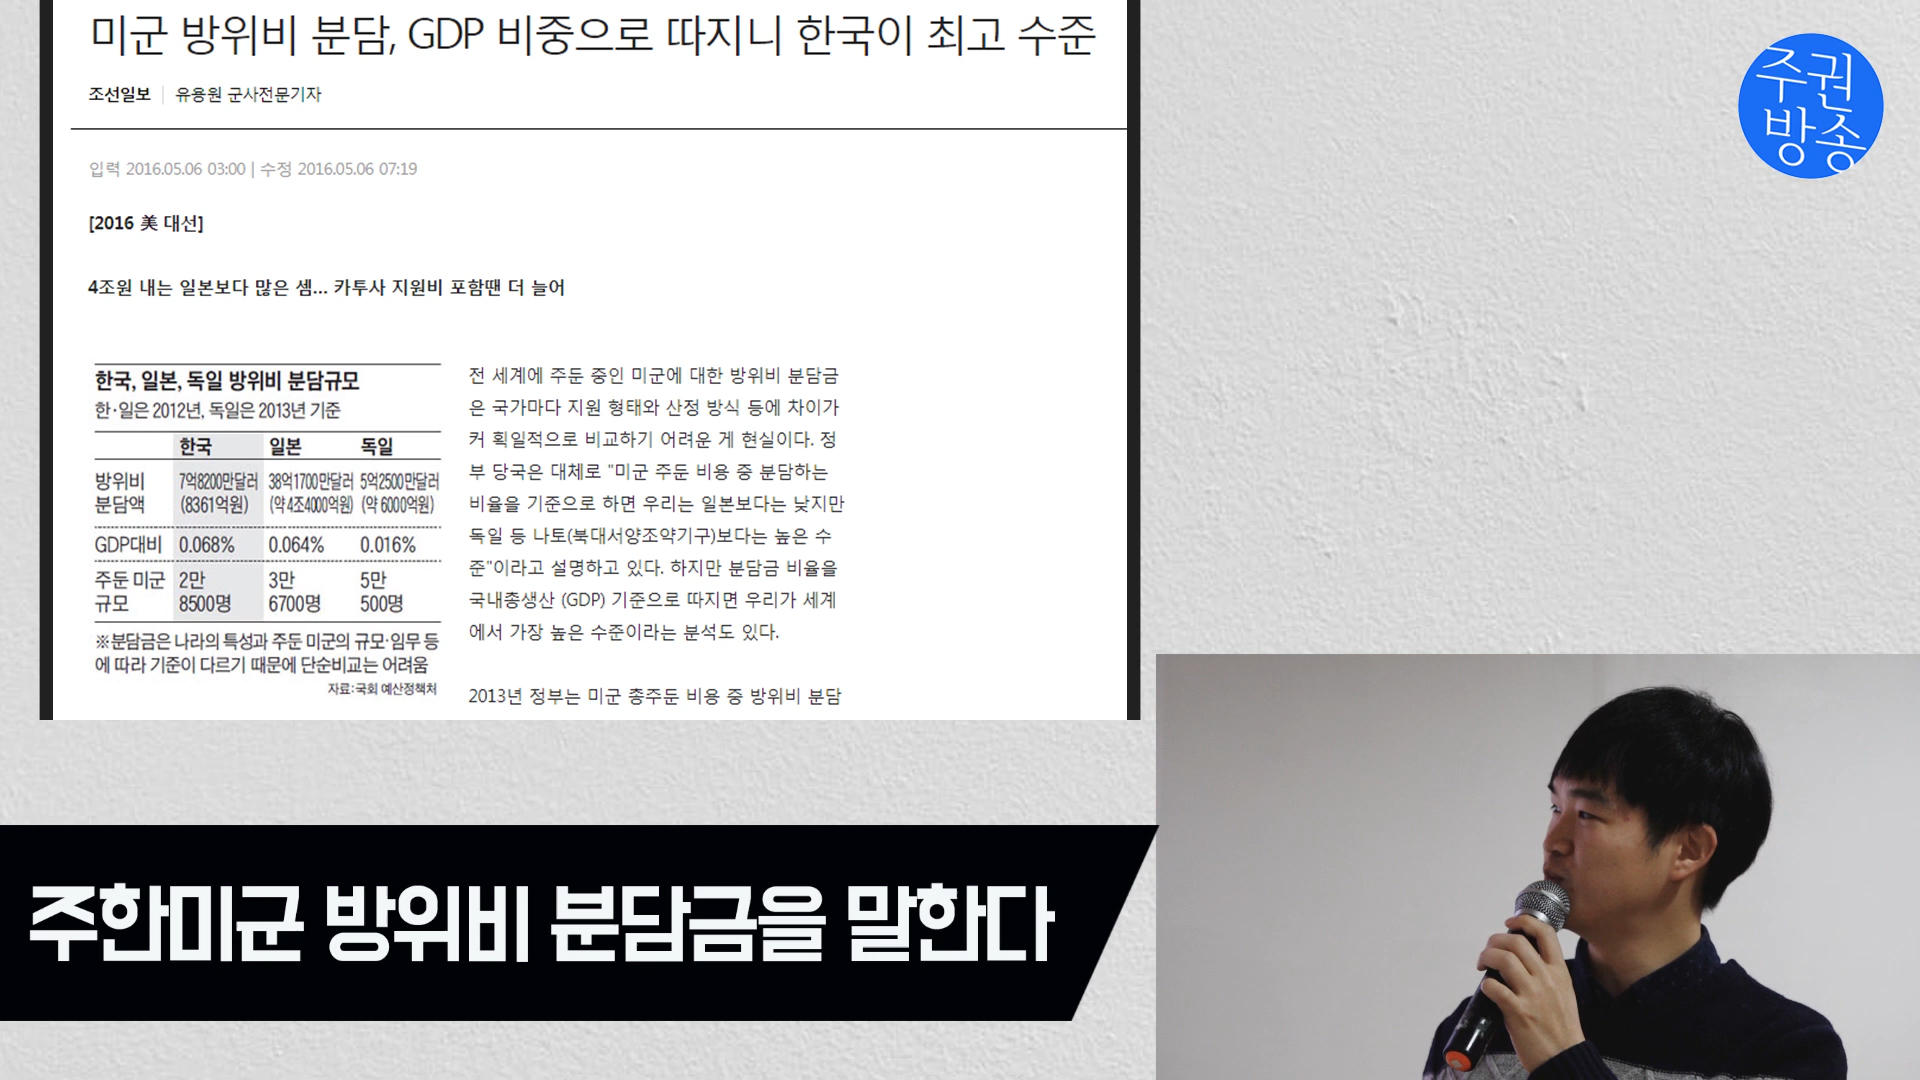 미군 방위비 분담, GDP 비중으로 따지니 한국이 최고 수준
조선일보 | 유용원 군사전문기자
입력 2016.05.06 03:00 | 수정 2016.05.06 07:19
[2016 美 대선]
4조원 내는 일본보다 많은 셈... 카투사 지원비 포함땐 더 늘어
한국, 일본, 독일 방위비 분담규모
한·일은 2012년, 독일은 2013년 기준
한국 일본 독일
방위비 7억8200만달러 38억1700만달러 5억2500만달러
분담액 (8361억원) (약 4조4000억원) (약 6000억원)
GDP대비 0.068% 0.064% 0.016%
주둔 미군 2만 3만 5만
규모 8500명 6700명 500명
※분담금은 나라의 특성과 주둔 미군의 규모·임무 등
에 따라 기준이 다르기 때문에 단순비교는 어려움
자료:국회 예산정책처
전 세계에 주둔 중인 미군에 대한 방위비 분담금
은 국가마다 지원 형태와 산정 방식 등에 차이가
커 획일적으로 비교하기 어려운 게 현실이다. 정
부 당국은 대체로 "미군 주둔 비용 중 분담하는
비율을 기준으로 하면 우리는 일본보다는 낮지만
독일 등 나토(북대서양조약기구)보다는 높은 수
준"이라고 설명하고 있다. 하지만 분담금 비율을
국내총생산 (GDP) 기준으로 따지면 우리가 세계
에서 가장 높은 수준이라는 분석도 있다.
2013년 정부는 미군 총주둔 비용 중 방위비 분담
주권
방송
주한미군 방위비 분담금을 말한다